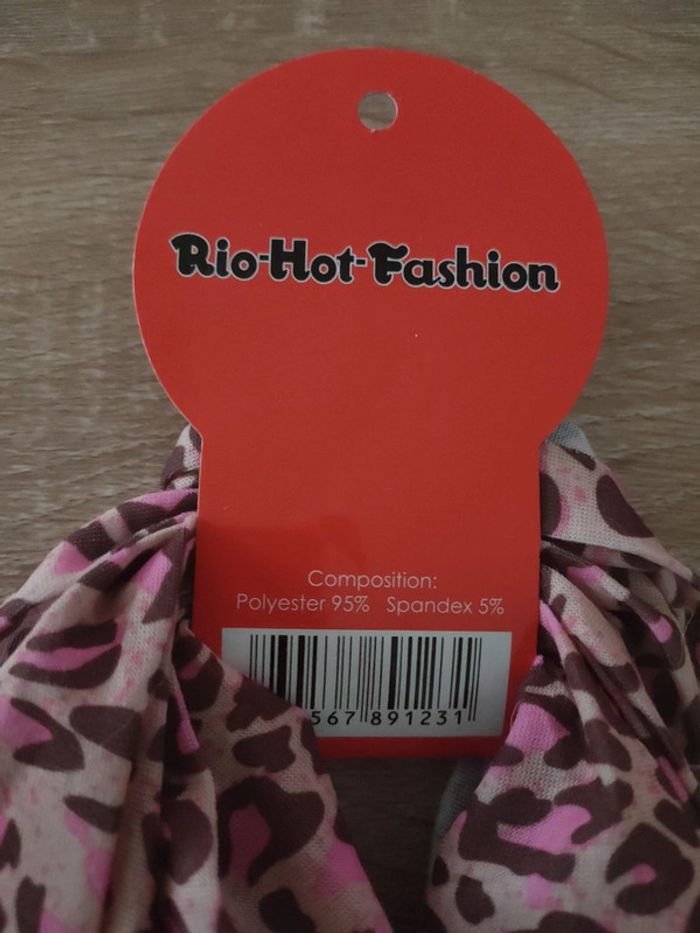 Rio-Hot-Fashion
Composition:
Polyester 95% Spandex 5%
567 891231